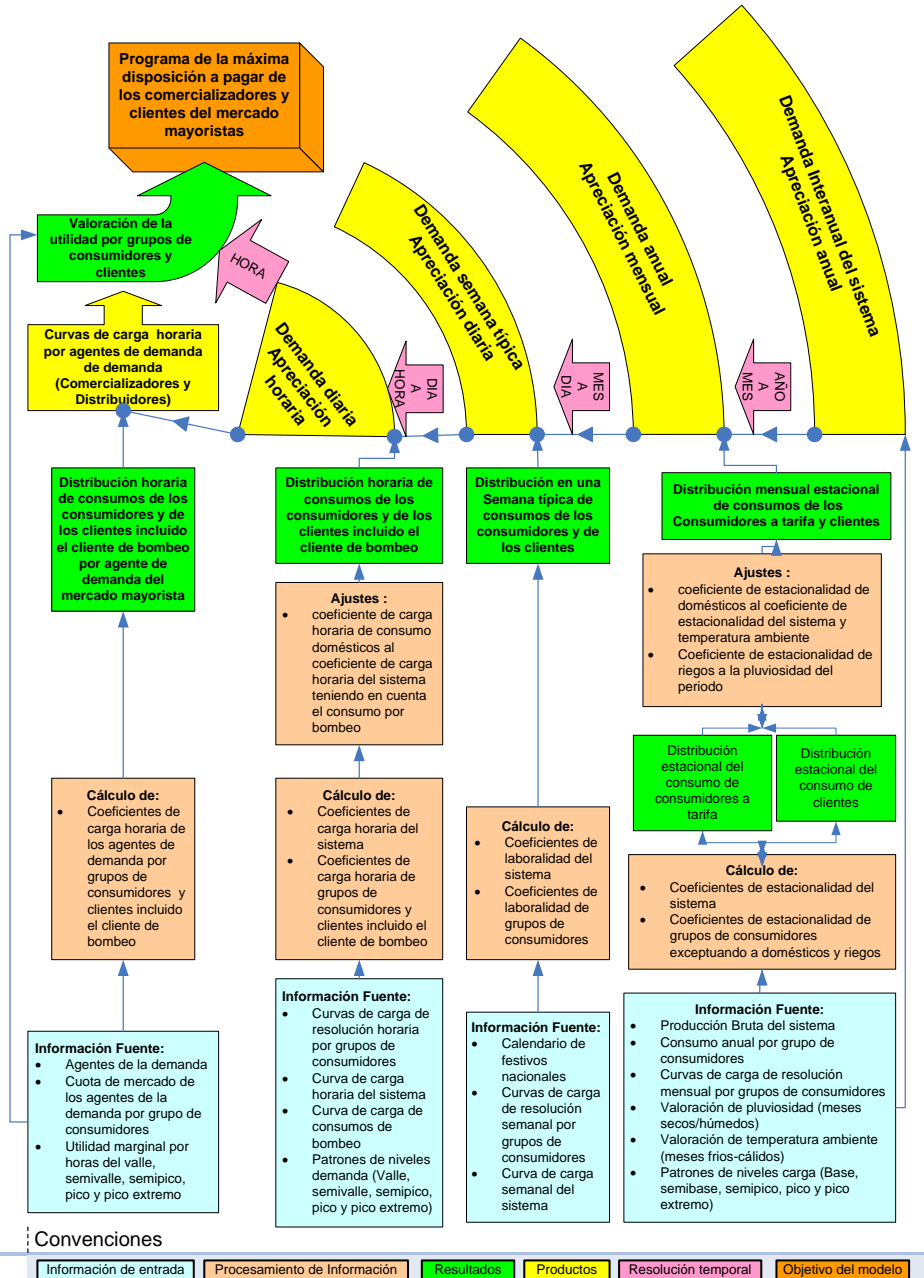 Programa de la máxima
disposición a pagar de
los comercializadores y
clientes del mercado
mayoristas
Demanda Interanual del sistema
Apreciación anual
Demanda anual
Apreciación mensual
Demanda semana típica
Apreciación diaria
Valoración de la
utilidad por grupos de
consumidores y
clientes
HORA
Curvas de carga horaria
por agentes de demanda
de demanda
(Comercializadores y
Distribuidores)
Demanda diaria
Apreciación
horaria
DIA
A
HORA
MES
A
DIA
AÑO
A
MES
Distribución horaria
de consumos de los
consumidores y de
los clientes incluido
el cliente de bombeo
por agente de
demanda del
mercado mayorista
Distribución horaria de
consumos de los
consumidores y de los
clientes incluido el
cliente de bombeo
Distribución en una
Semana típica de
consumos de los
consumidores y de
los clientes
Distribución mensual estacional
de consumos de los
Consumidores a tarifa y clientes
Ajustes :
• coeficiente de carga
horaria de consumo
domésticos al
coeficiente de carga
horaria del sistema
teniendo en cuenta
el consumo por
bombeo
Ajustes :
• coeficiente de estacionalidad de
domésticos al coeficiente de
estacionalidad del sistema y
temperatura ambiente
• Coeficiente de estacionalidad de
riegos a la pluviosidad del
periodo
Distribución
estacional del
consumo de
consumidores a
tarifa
Distribución
estacional del
consumo de
clientes
Cálculo de:
• Coeficientes de
carga horaria de
los agentes de
demanda por
grupos de
consumidores y
clientes incluido
el cliente de
bombeo
Cálculo de:
• Coeficientes de
carga horaria del
sistema
• Coeficientes de
carga horaria de
grupos de
consumidores y
clientes incluido el
cliente de bombeo
Cálculo de:
• Coeficientes de
laboralidad del
sistema
• Coeficientes de
laboralidad de
grupos de
consumidores
Cálculo de:
• Coeficientes de estacionalidad del
sistema
• Coeficientes de estacionalidad de
grupos de consumidores
exceptuando a domésticos y riegos
Información Fuente:
• Agentes de la demanda
• Cuota de mercado de
los agentes de la
demanda por grupo de
consumidores
• Utilidad marginal por
horas del valle,
semivalle, semipico,
pico y pico extremo
Información Fuente:
• Curvas de carga de
resolución horaria
por grupos de
consumidores
• Curva de carga
horaria del sistema
• Curva de carga de
consumos de
bombeo
• Patrones de niveles
demanda (Valle,
semivalle, semipico,
pico y pico extremo)
Información Fuente:
• Calendario de
festivos
nacionales
• Curvas de carga
de resolución
semanal por
grupos de
consumidores
• Curva de carga
semanal del
sistema
Información Fuente:
• Producción Bruta del sistema
• Consumo anual por grupo de
consumidores
• Curvas de carga de resolución
mensual por grupos de consumidores
• Valoración de pluviosidad (meses
secos/húmedos)
• Valoración de temperatura ambiente
(meses frios-cálidos)
• Patrones de niveles carga (Base,
semibase, semipico, pico y pico
extremo)
Convenciones
Información de entrada
Procesamiento de Información
Resultados
Productos
Resolución temporal
Objetivo del modelo